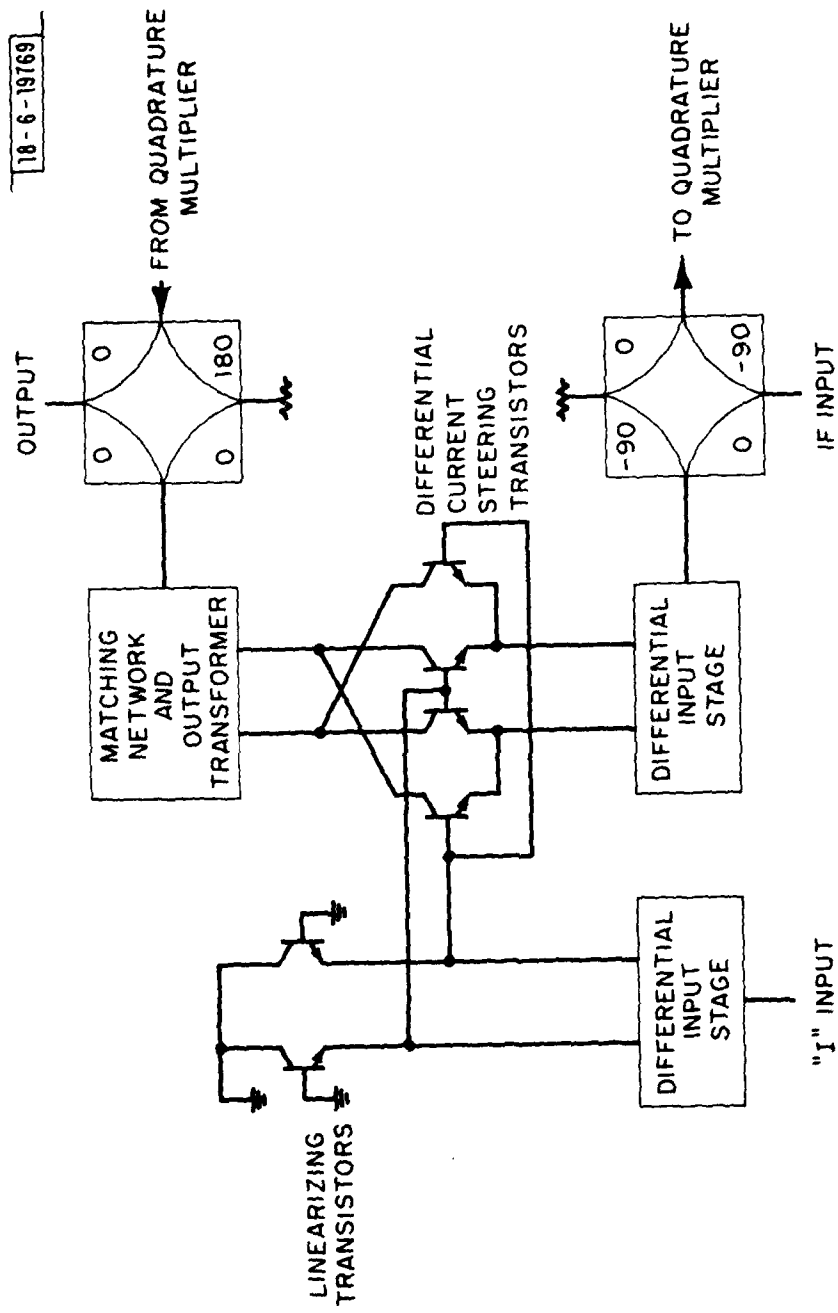 18-6-19769
OUTPUT
0
0
0
180
FROM QUADRATURE
MULTIPLIER
MATCHING
NETWORK
AND
OUTPUT
TRANSFORMER
LINEARIZING
TRANSISTORS
DIFFERENTIAL
CURRENT
STEERING
TRANSISTORS
DIFFERENTIAL
INPUT
STAGE
"I" INPUT
DIFFERENTIAL
INPUT
STAGE
-90
0
0
-90
TO QUADRATURE
MULTIPLIER
IF INPUT